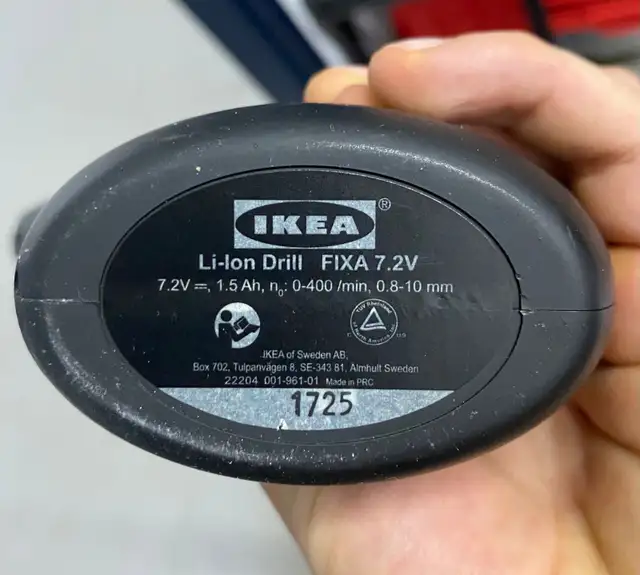 IKEA®
Li-Ion Drill FIXA 7.2V
7.2V ⎓, 1.5 Ah, n₀: 0-400 /min, 0.8-10 mm
IKEA of Sweden AB,
Box 702, Tulpanvägen 8, SE-343 81, Älmhult Sweden
22204 001-961-01 Made in PRC
1725